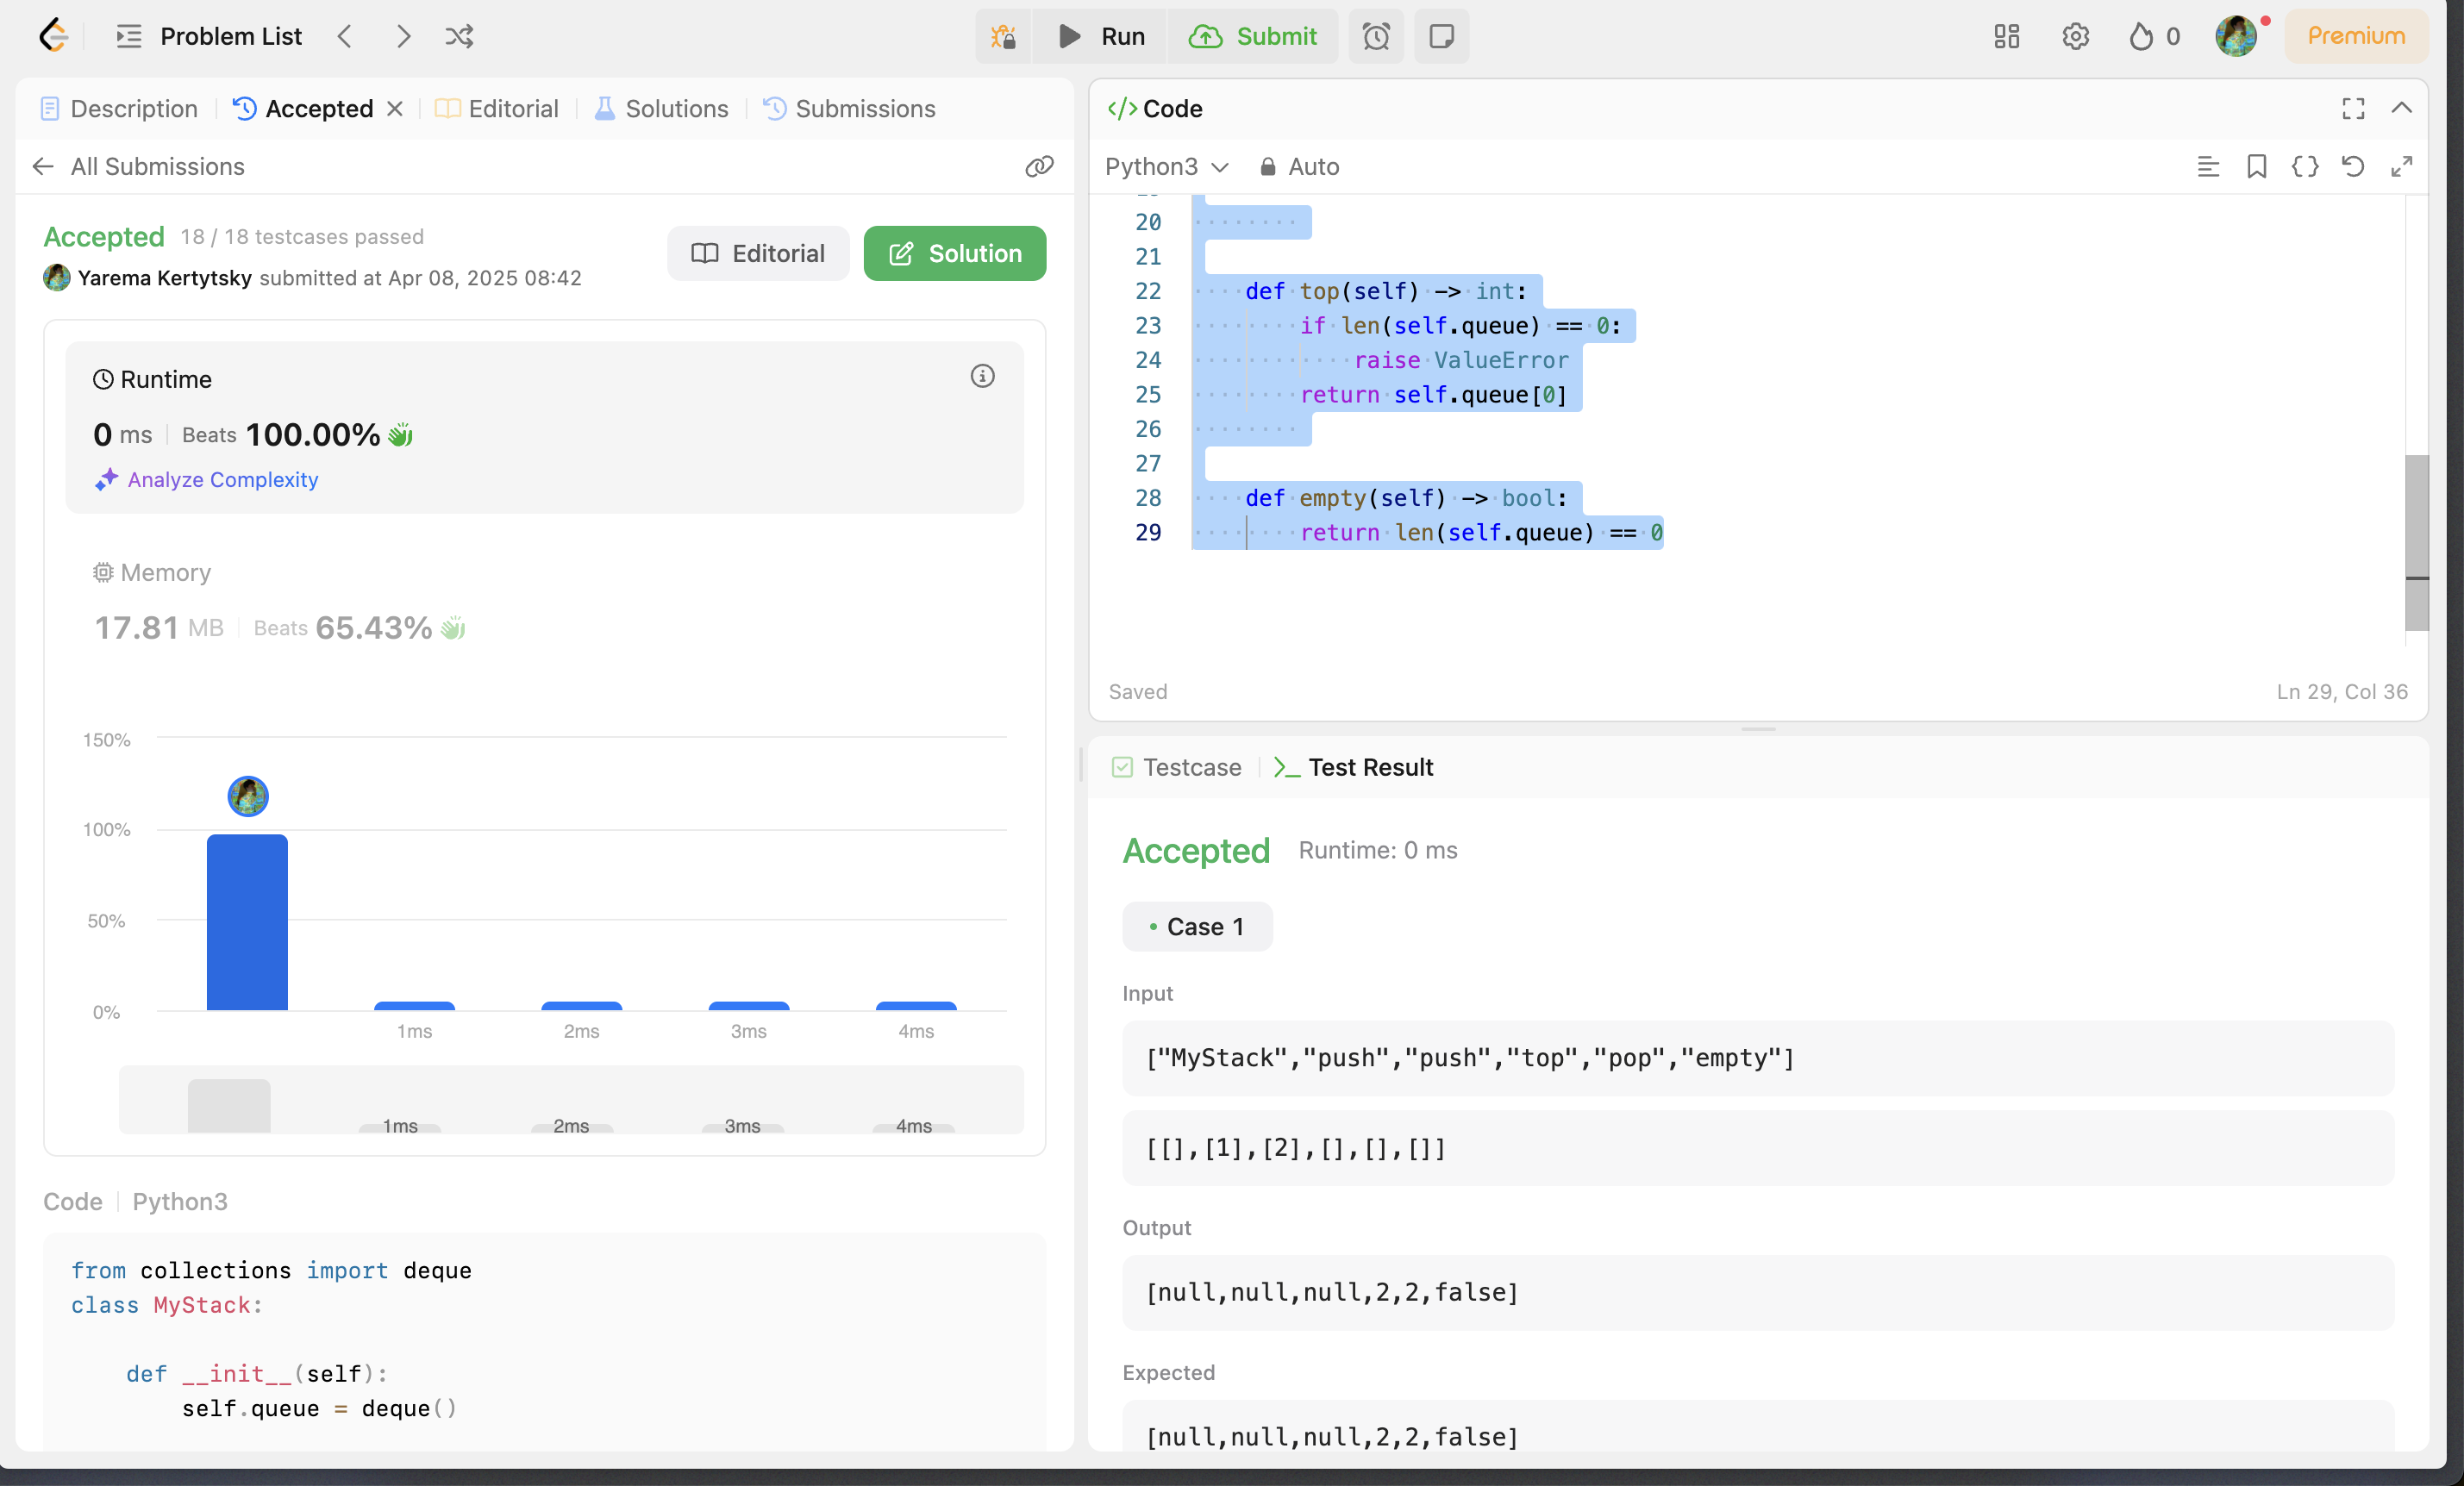 Problem List
Run
Submit
0
Premium
Description
Accepted
Editorial
Solutions
Submissions
All Submissions
Accepted 18 / 18 testcases passed
Yarema Kertytsky submitted at Apr 08, 2025 08:42
Editorial
Solution
Runtime
0 ms Beats 100.00%
Analyze Complexity
Memory
17.81 MB Beats 65.43%
150%
100%
50%
0%
1ms 2ms 3ms 4ms
1ms 2ms 3ms 4ms
Code Python3
from collections import deque
class MyStack:
def __init__(self):
self.queue = deque()
</> Code
Python3 Auto
20
21
22 def top(self) -> int:
23 if len(self.queue) == 0:
24 raise ValueError
25 return self.queue[0]
26
27
28 def empty(self) -> bool:
29 return len(self.queue) == 0
Saved
Ln 29, Col 36
Testcase
>_ Test Result
Accepted Runtime: 0 ms
• Case 1
Input
["MyStack","push","push","top","pop","empty"]
[[],[1],[2],[],[],[]]
Output
[null,null,null,2,2,false]
Expected
[null,null,null,2,2,false]